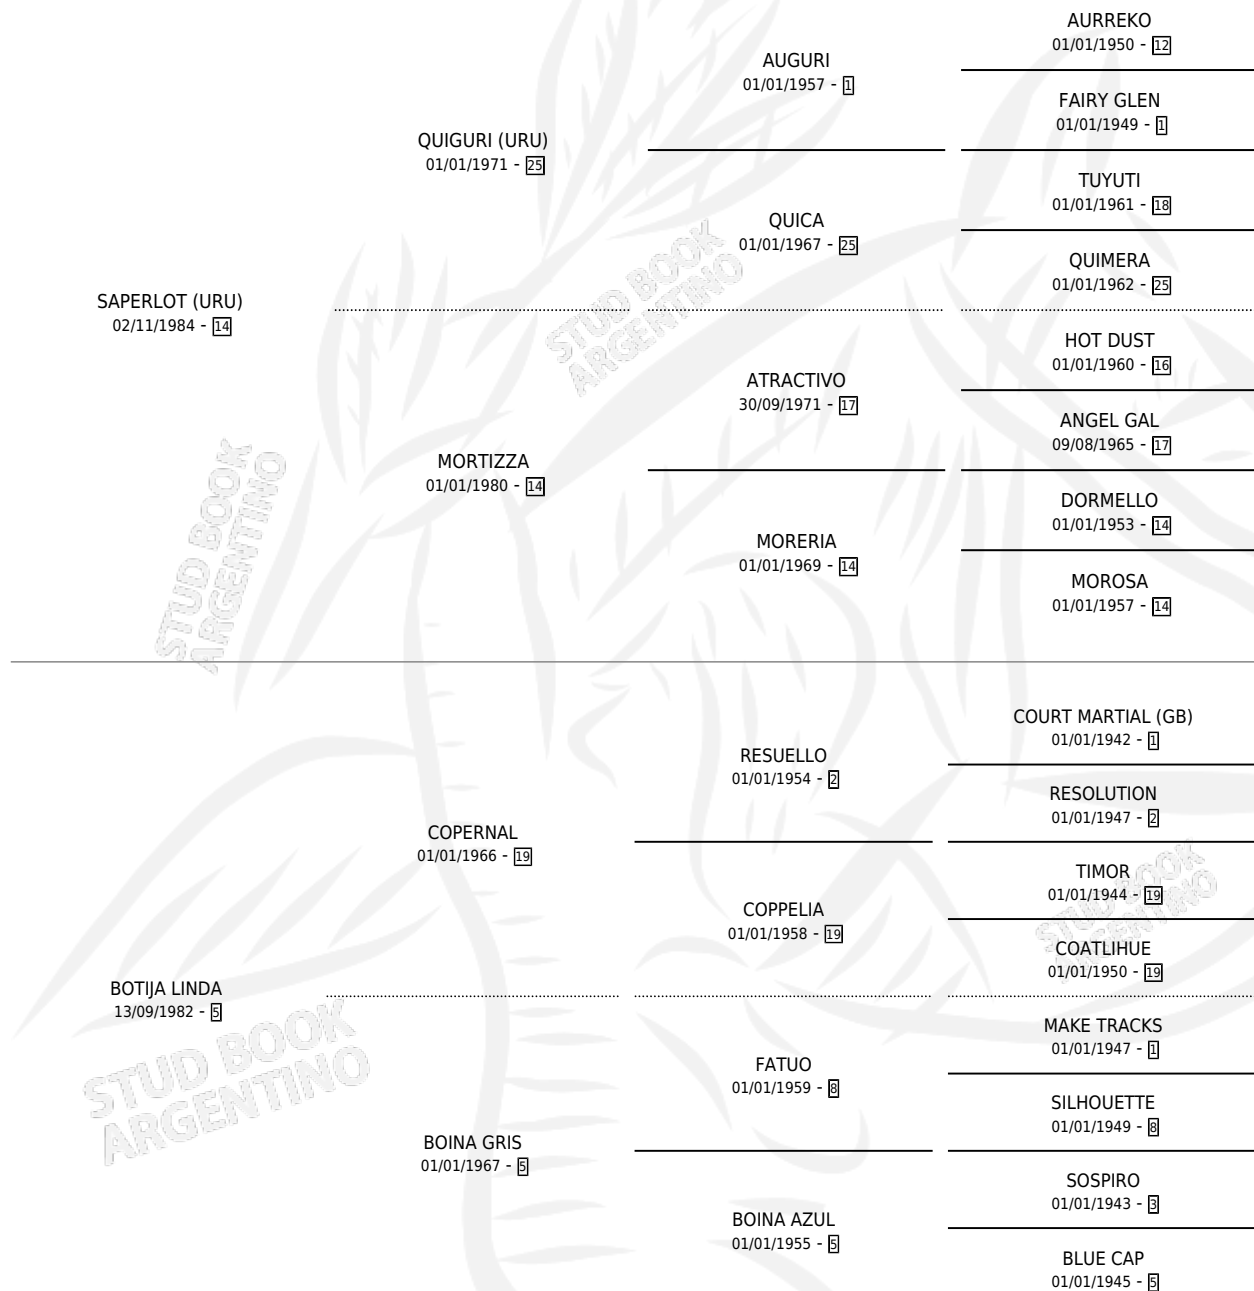 AURREKO
01/01/1950 - 12
AUGURI
01/01/1957 - 1
FAIRY GLEN
01/01/1949 - 1
QUIGURI (URU)
01/01/1971 - 25
TUYUTI
01/01/1961 - 18
QUICA
01/01/1967 - 25
QUIMERA
01/01/1962 - 25
SAPERLOT (URU)
02/11/1984 - 14
STUD BOOK
ARGENTINO
HOT DUST
01/01/1960 - 16
ATRACTIVO
30/09/1971 - 17
ANGEL GAL
09/08/1965 - 17
MORTIZZA
01/01/1980 - 14
DORMELLO
01/01/1953 - 14
MORERIA
01/01/1969 - 14
MOROSA
01/01/1957 - 14
STUD BOOK
ARGENTINO
COURT MARTIAL (GB)
01/01/1942 - 1
RESUELLO
01/01/1954 - 2
RESOLUTION
01/01/1947 - 2
COPERNAL
01/01/1966 - 19
TIMOR
01/01/1944 - 19
COPPELIA
01/01/1958 - 19
STUD BOOK
ARGENTINO
COATLIHUE
01/01/1950 - 19
BOTIJA LINDA
13/09/1982 - 5
STUD BOOK
ARGENTINO
MAKE TRACKS
01/01/1947 - 1
FATUO
01/01/1959 - 8
SILHOUETTE
01/01/1949 - 8
BOINA GRIS
01/01/1967 - 5
SOSPIRO
01/01/1943 - 3
BOINA AZUL
01/01/1955 - 5
BLUE CAP
01/01/1945 - 5